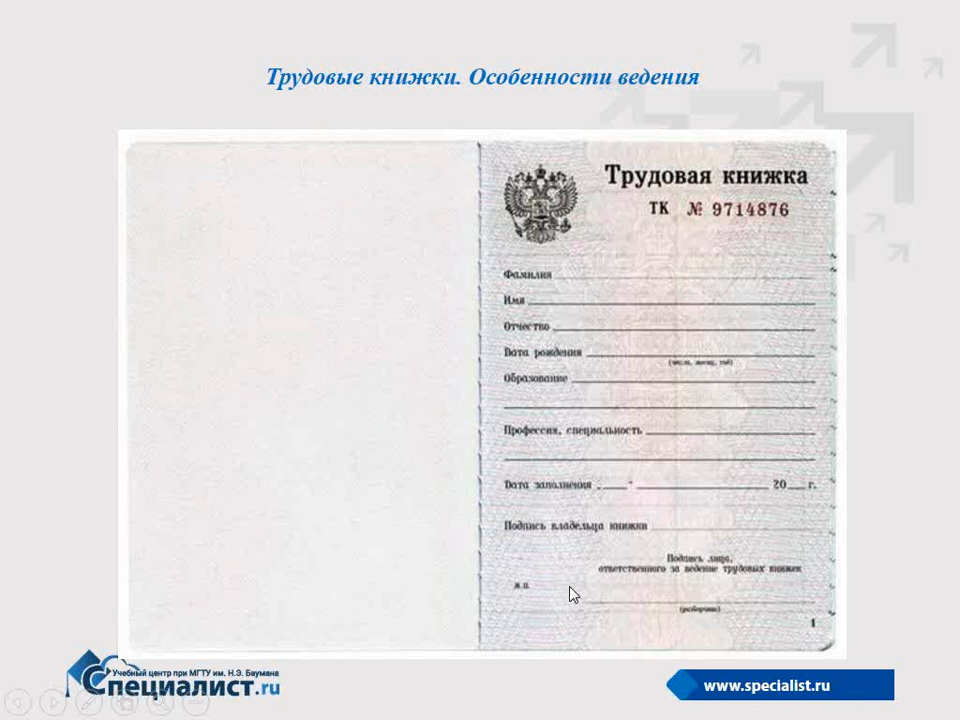 Трудовые книжки. Особенности ведения
Трудовая книжка
ТК № 9714876
Фамилия
Имя
Отчество
Дата рождения
(число, месяц, год)
Образование
Профессия, специальность
Дата заполнения „ “ 20 г.
Подпись владельца книжки
Подпись лица,
ответственного за ведение трудовых книжек
м.п.
(разборчиво)
1
Учебный центр при МГТУ им. Н.Э. Баумана
Специалист.ru
www.specialist.ru